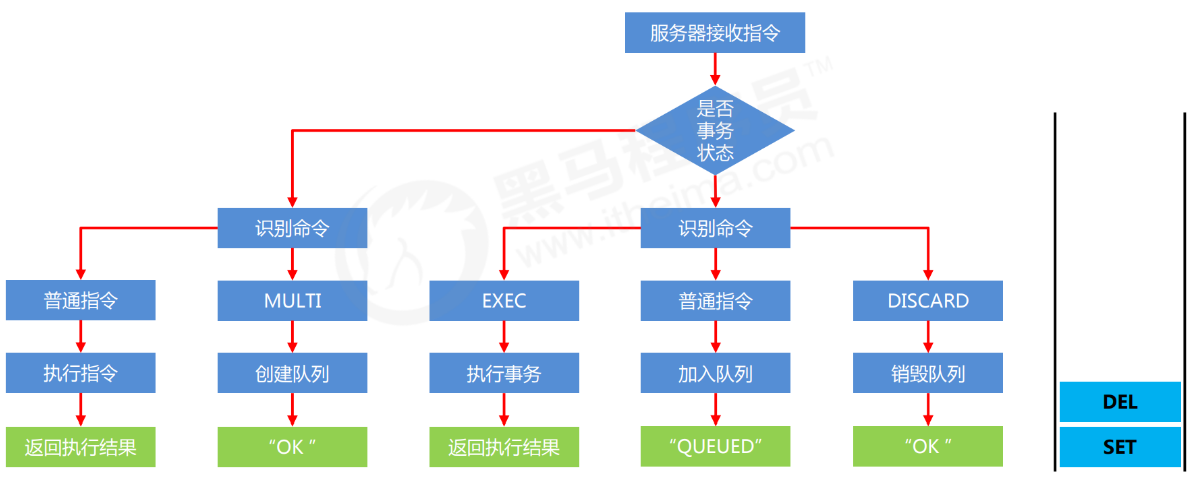 服务器接收指令
是否
事务
状态
识别命令
识别命令
普通指令
MULTI
EXEC
普通指令
DISCARD
执行指令
创建队列
执行事务
加入队列
销毁队列
DEL
返回执行结果
“OK ”
返回执行结果
“QUEUED”
“OK ”
SET
黑马程序员TM
www.itheima.com